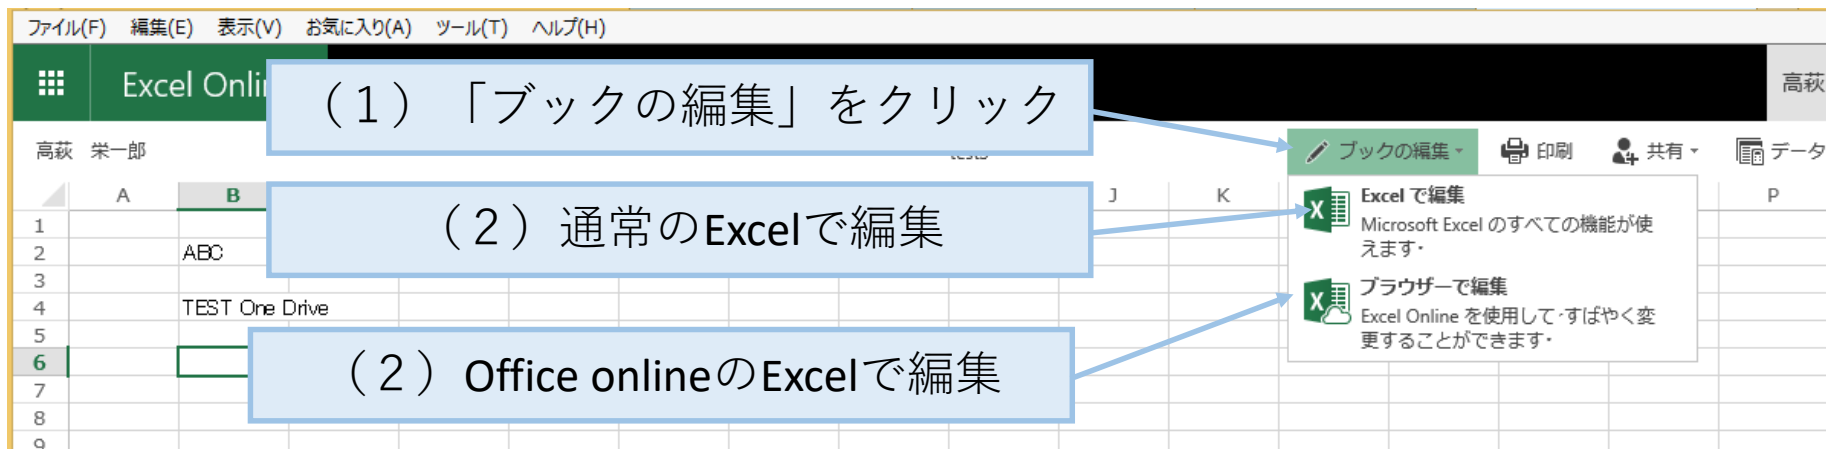 ファイル(F) 編集(E) 表示(V) お気に入り(A) ツール(T) ヘルプ(H)
Excel Onli
（１）「ブックの編集」をクリック
高萩
高萩 栄一郎
ブックの編集
印刷
共有
データ
A B J K P
1
（２）通常のExcelで編集
Excel で編集
Microsoft Excel のすべての機能が使
えます・
2 ABC
3
4 TEST One Drive
ブラウザーで編集
Excel Online を使用して・すばやく変
更することができます・
5
6
（２）Office onlineのExcelで編集
7
8
9